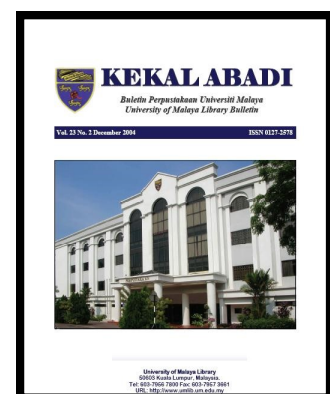 KEKAL ABADI
Buletin Perpustakaan Universiti Malaya
University of Malaya Library Bulletin
Vol. 23 No. 2 December 2004 ISSN 0127-2578
University of Malaya Library
50603 Kuala Lumpur, Malaysia.
Tel: 603-7956 7800 Fax: 603-7957 3661
URL: http://www.umlib.um.edu.my